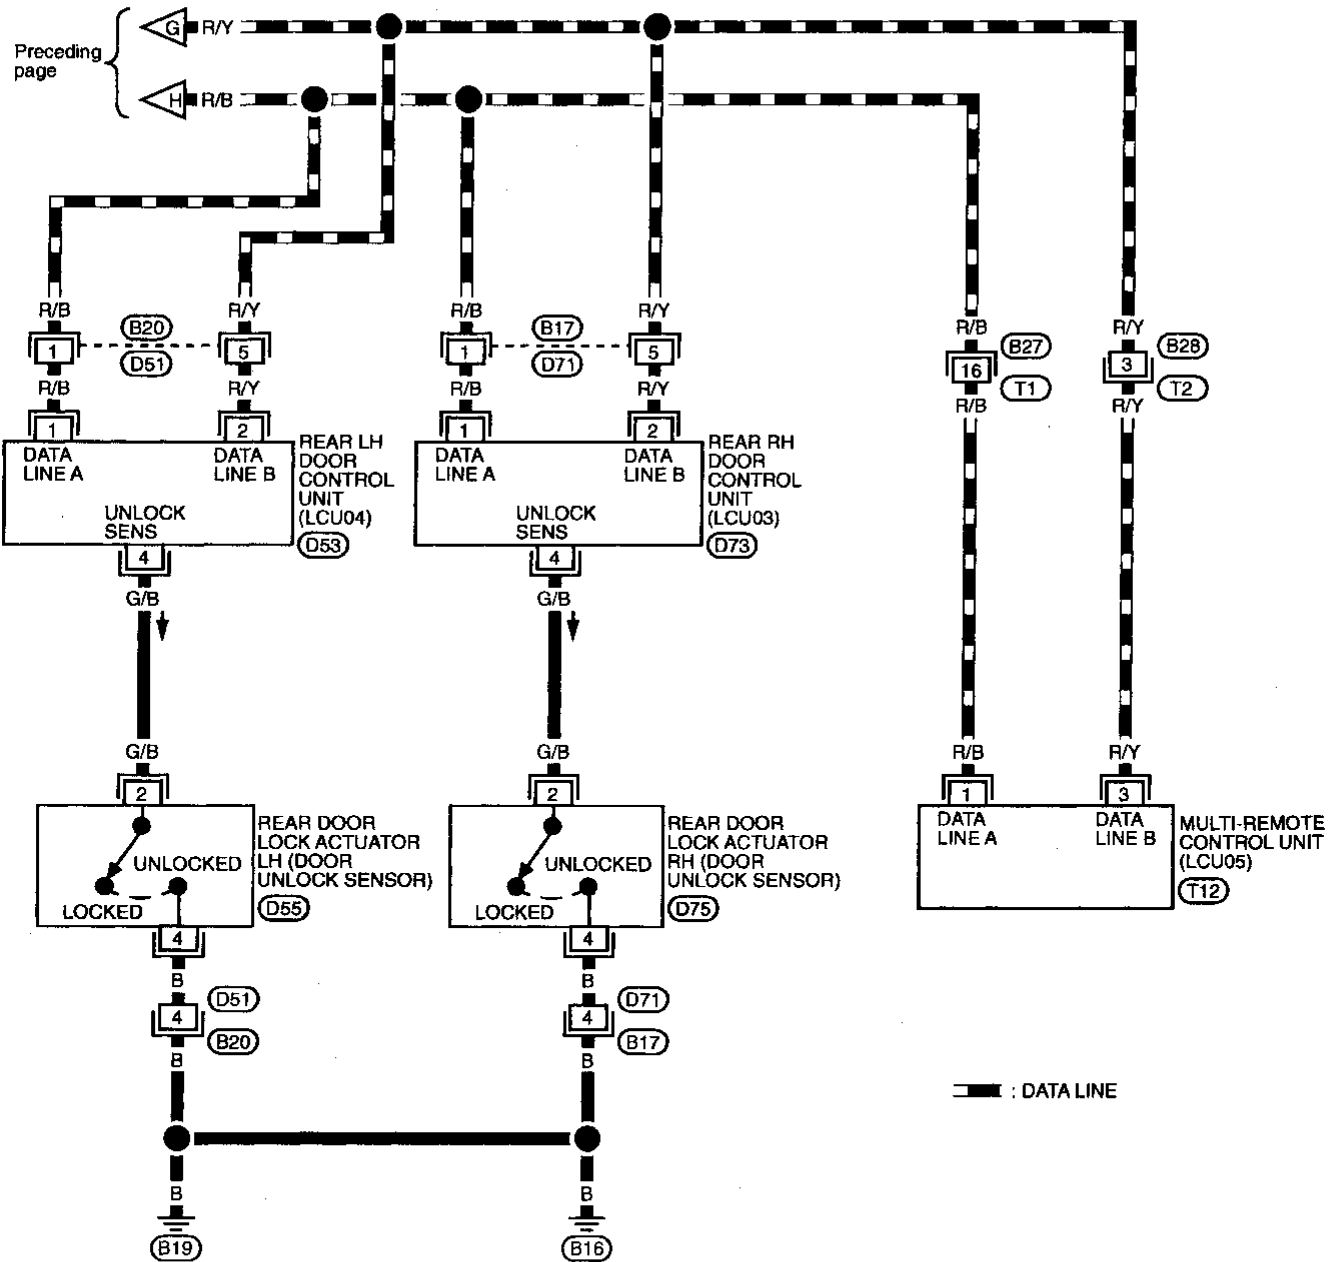 G R/Y
Preceding
page
H R/B
R/B
R/Y
R/B
R/Y
R/B
R/Y
1
B20
D51
5
1
B17
D71
5
16
B27
T1
3
B28
T2
R/B
R/Y
R/B
R/Y
R/B
R/Y
1
2
1
2
DATA
LINE A
DATA
LINE B
UNLOCK
SENS
REAR LH
DOOR
CONTROL
UNIT
(LCU04)
D53
DATA
LINE A
DATA
LINE B
UNLOCK
SENS
REAR RH
DOOR
CONTROL
UNIT
(LCU03)
D73
4
4
G/B
G/B
G/B
G/B
R/B
R/Y
2
2
1
3
UNLOCKED
LOCKED
REAR DOOR
LOCK ACTUATOR
LH (DOOR
UNLOCK SENSOR)
D55
UNLOCKED
LOCKED
REAR DOOR
LOCK ACTUATOR
RH (DOOR
UNLOCK SENSOR)
D75
DATA
LINE A
DATA
LINE B
MULTI-REMOTE
CONTROL UNIT
(LCU05)
T12
4
4
B
B
4
D51
B20
4
D71
B17
B
B
: DATA LINE
B
B
B19
B16